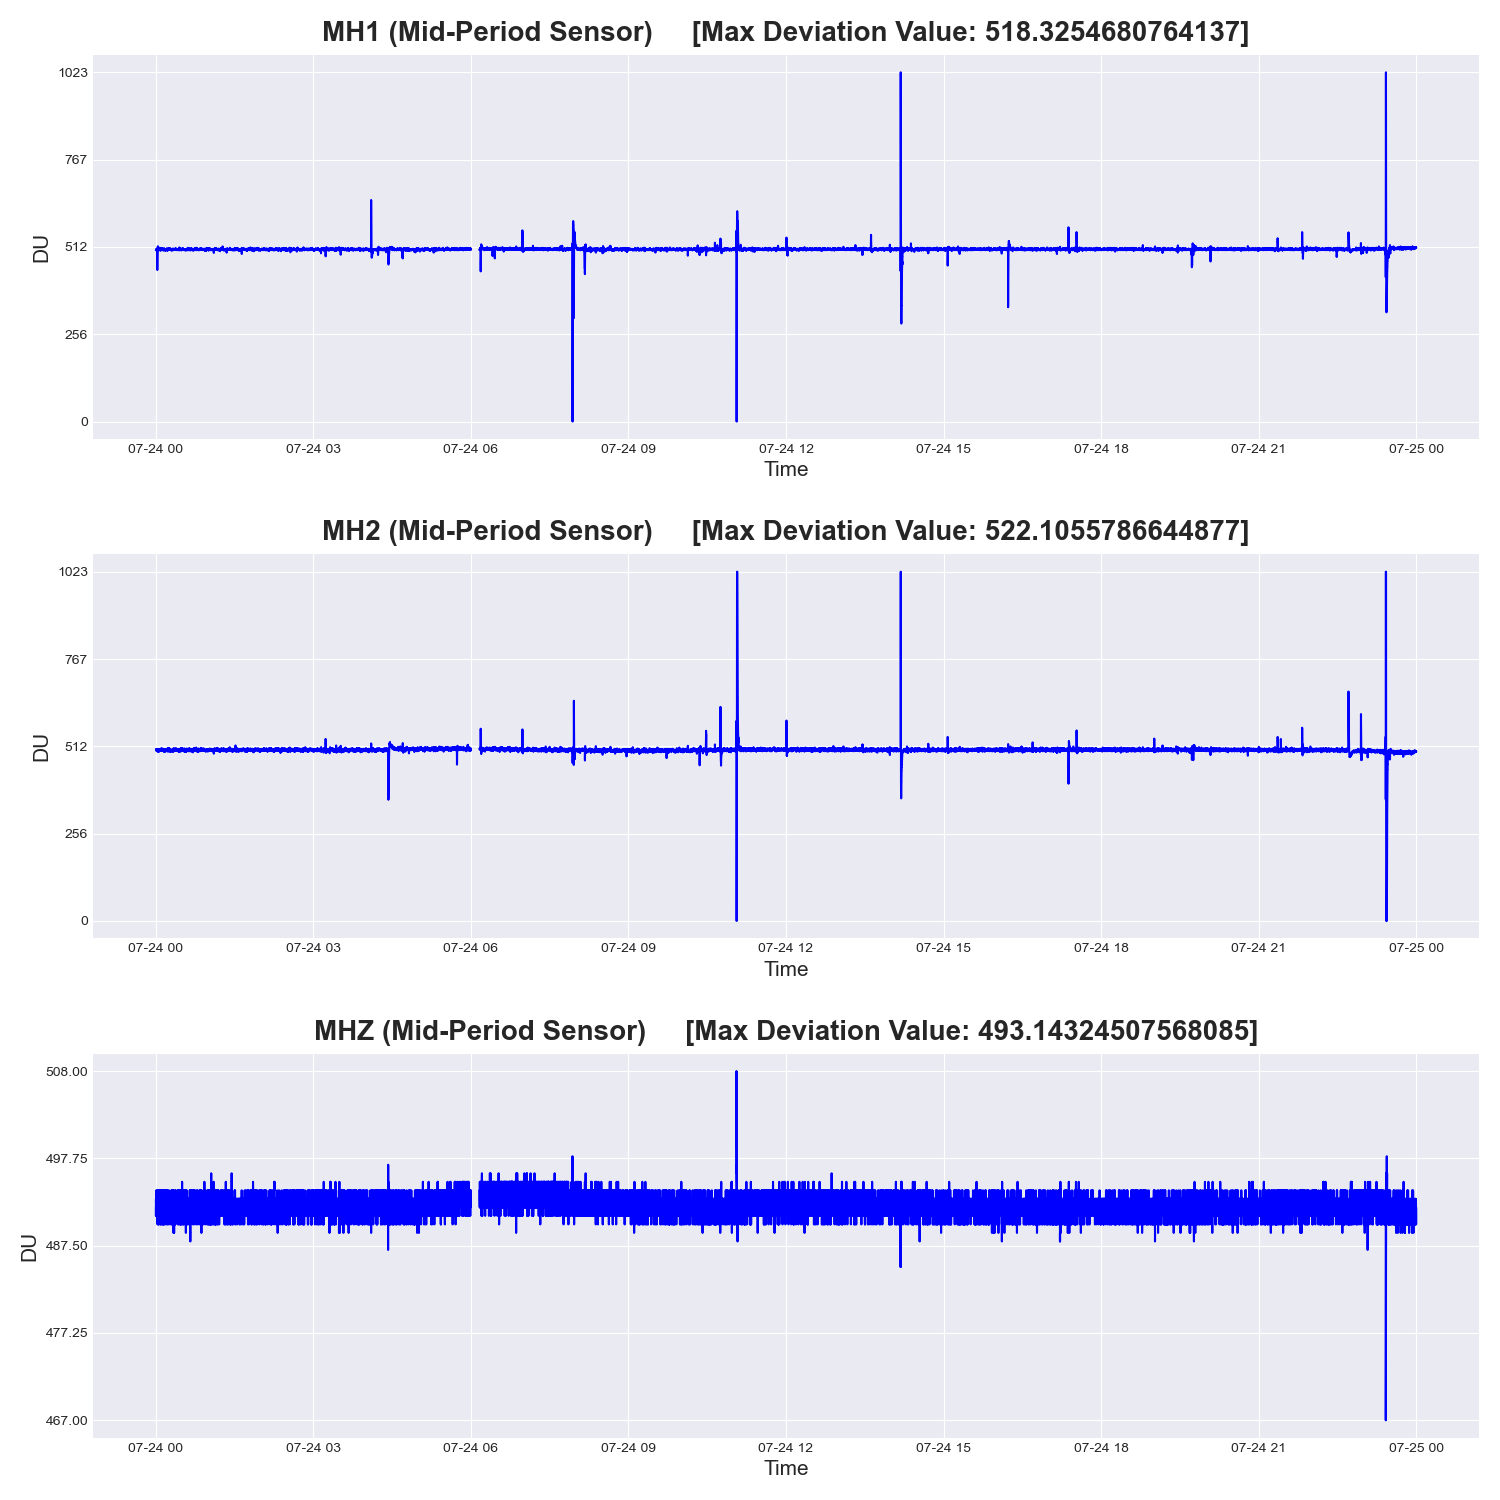 MH1 (Mid-Period Sensor) [Max Deviation Value: 518.3254680764137]
1023
767
512
256
0
DU
07-24 00 07-24 03 07-24 06 07-24 09 07-24 12 07-24 15 07-24 18 07-24 21 07-25 00
Time
MH2 (Mid-Period Sensor) [Max Deviation Value: 522.1055786644877]
1023
767
512
256
0
DU
07-24 00 07-24 03 07-24 06 07-24 09 07-24 12 07-24 15 07-24 18 07-24 21 07-25 00
Time
MHZ (Mid-Period Sensor) [Max Deviation Value: 493.14324507568085]
508.00
497.75
487.50
477.25
467.00
DU
07-24 00 07-24 03 07-24 06 07-24 09 07-24 12 07-24 15 07-24 18 07-24 21 07-25 00
Time